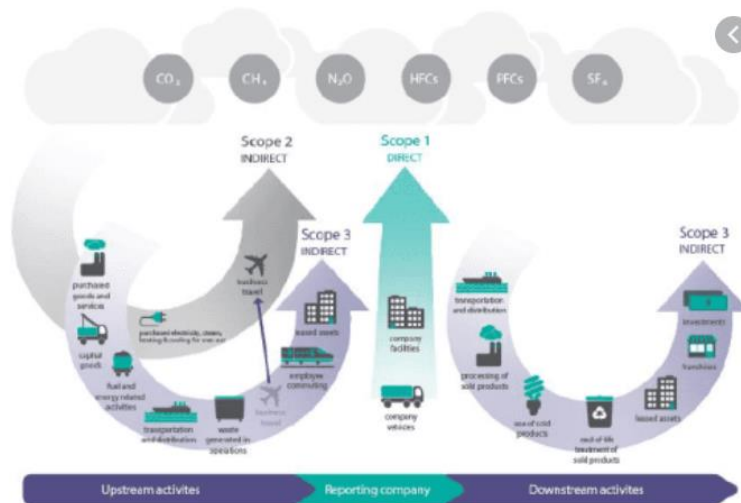 CO₂
CH₄
N₂O
HFCs
PFCs
SF₆
Scope 2
INDIRECT
Scope 1
DIRECT
Scope 3
INDIRECT
Scope 3
INDIRECT
purchased
goods and
services
capital
goods
fuel and
energy related
activities
transportation
and distribution
waste
generated in
operations
business
travel
business
travel
purchased electricity, steam,
heating & cooling for own use
employee
commuting
leased assets
company
facilities
company
vehicles
transportation
and distribution
processing of
sold products
use of sold
products
end-of-life
treatment of
sold products
leased assets
franchises
investments
Upstream activites
Reporting company
Downstream activites